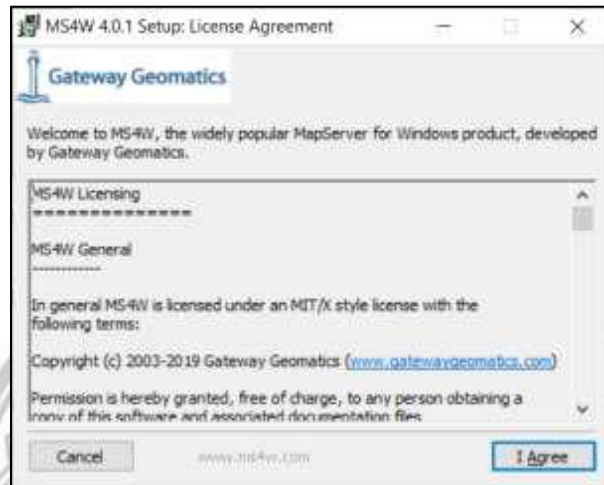 MS4W 4.0.1 Setup: License Agreement
Gateway Geomatics
Welcome to MS4W, the widely popular MapServer for Windows product, developed
by Gateway Geomatics.
MS4W Licensing
==============
MS4W General
------------
In general MS4W is licensed under an MIT/X style license with the
following terms:
Copyright (c) 2003-2019 Gateway Geomatics (www.gatewaygeomatics.com)
Permission is hereby granted, free of charge, to any person obtaining a
copy of this software and associated documentation files
Cancel
www.ms4w.com
I Agree